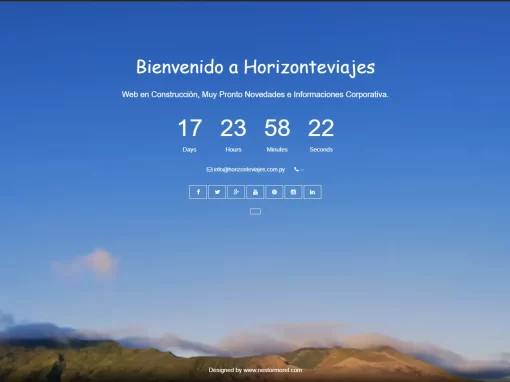 Bienvenido a Horizonteviajes
Web en Construcción, Muy Pronto Novedades e Informaciones Corporativa.
17 23 58 22
Days Hours Minutes Seconds
info@horizonteviajes.com.py --
Designed by www.nestormorel.com